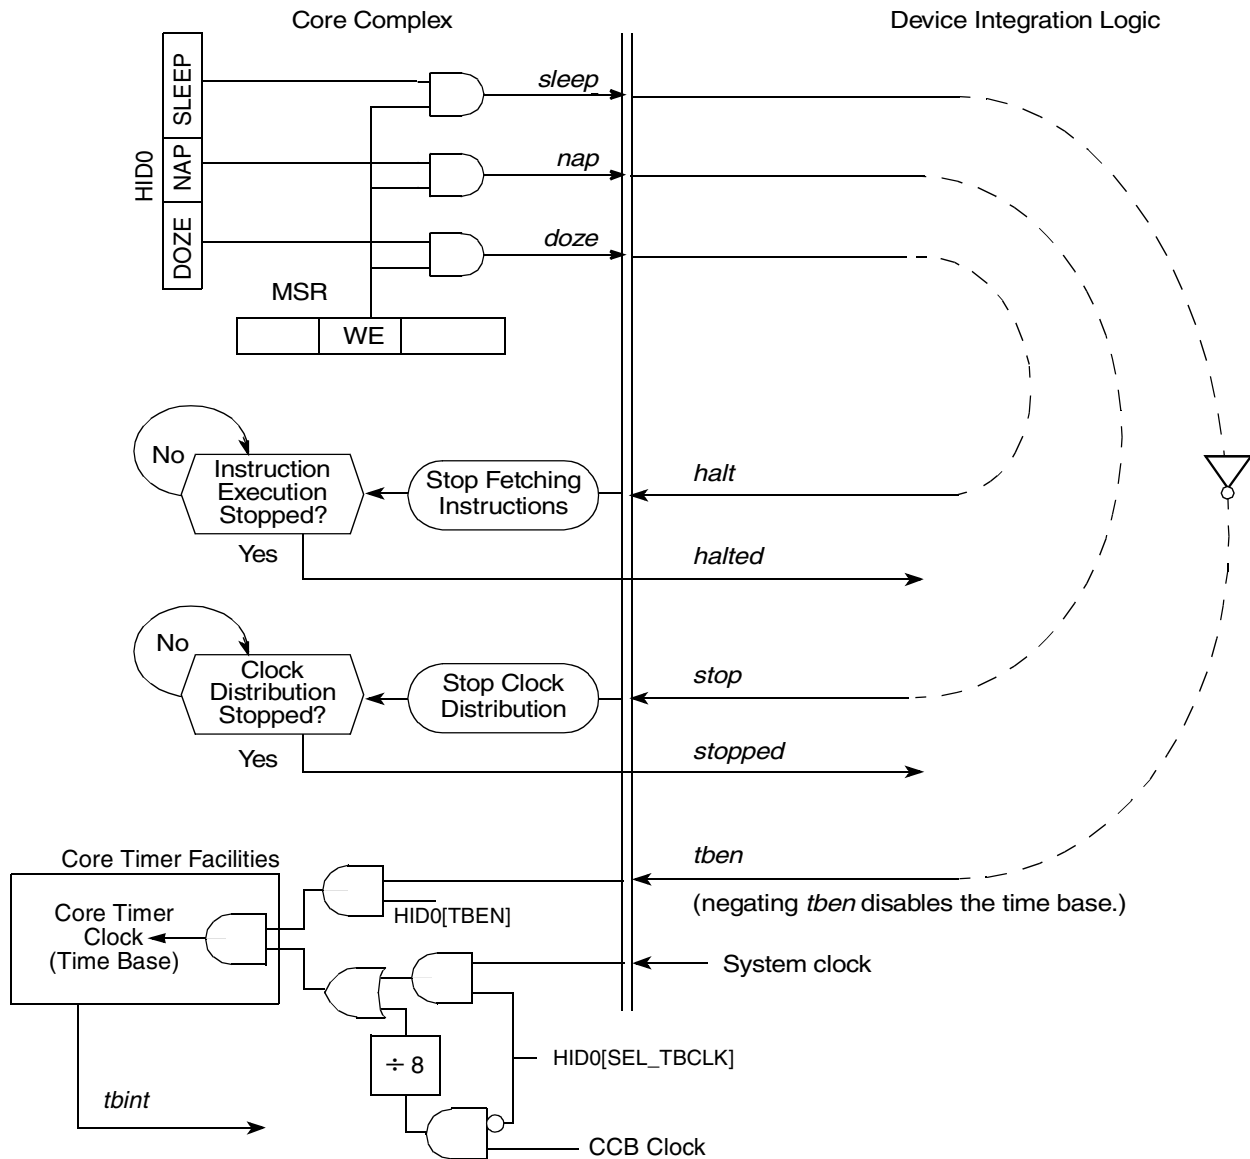 Core Complex
Device Integration Logic
HID0
SLEEP
NAP
DOZE
sleep
nap
doze
MSR
WE
No
Instruction
Execution
Stopped?
Stop Fetching
Instructions
halt
Yes
halted
No
Clock
Distribution
Stopped?
Stop Clock
Distribution
stop
Yes
stopped
Core Timer Facilities
tben
HID0[TBEN]
(negating tben disables the time base.)
Core Timer
Clock
(Time Base)
System clock
÷ 8
HID0[SEL_TBCLK]
tbint
CCB Clock